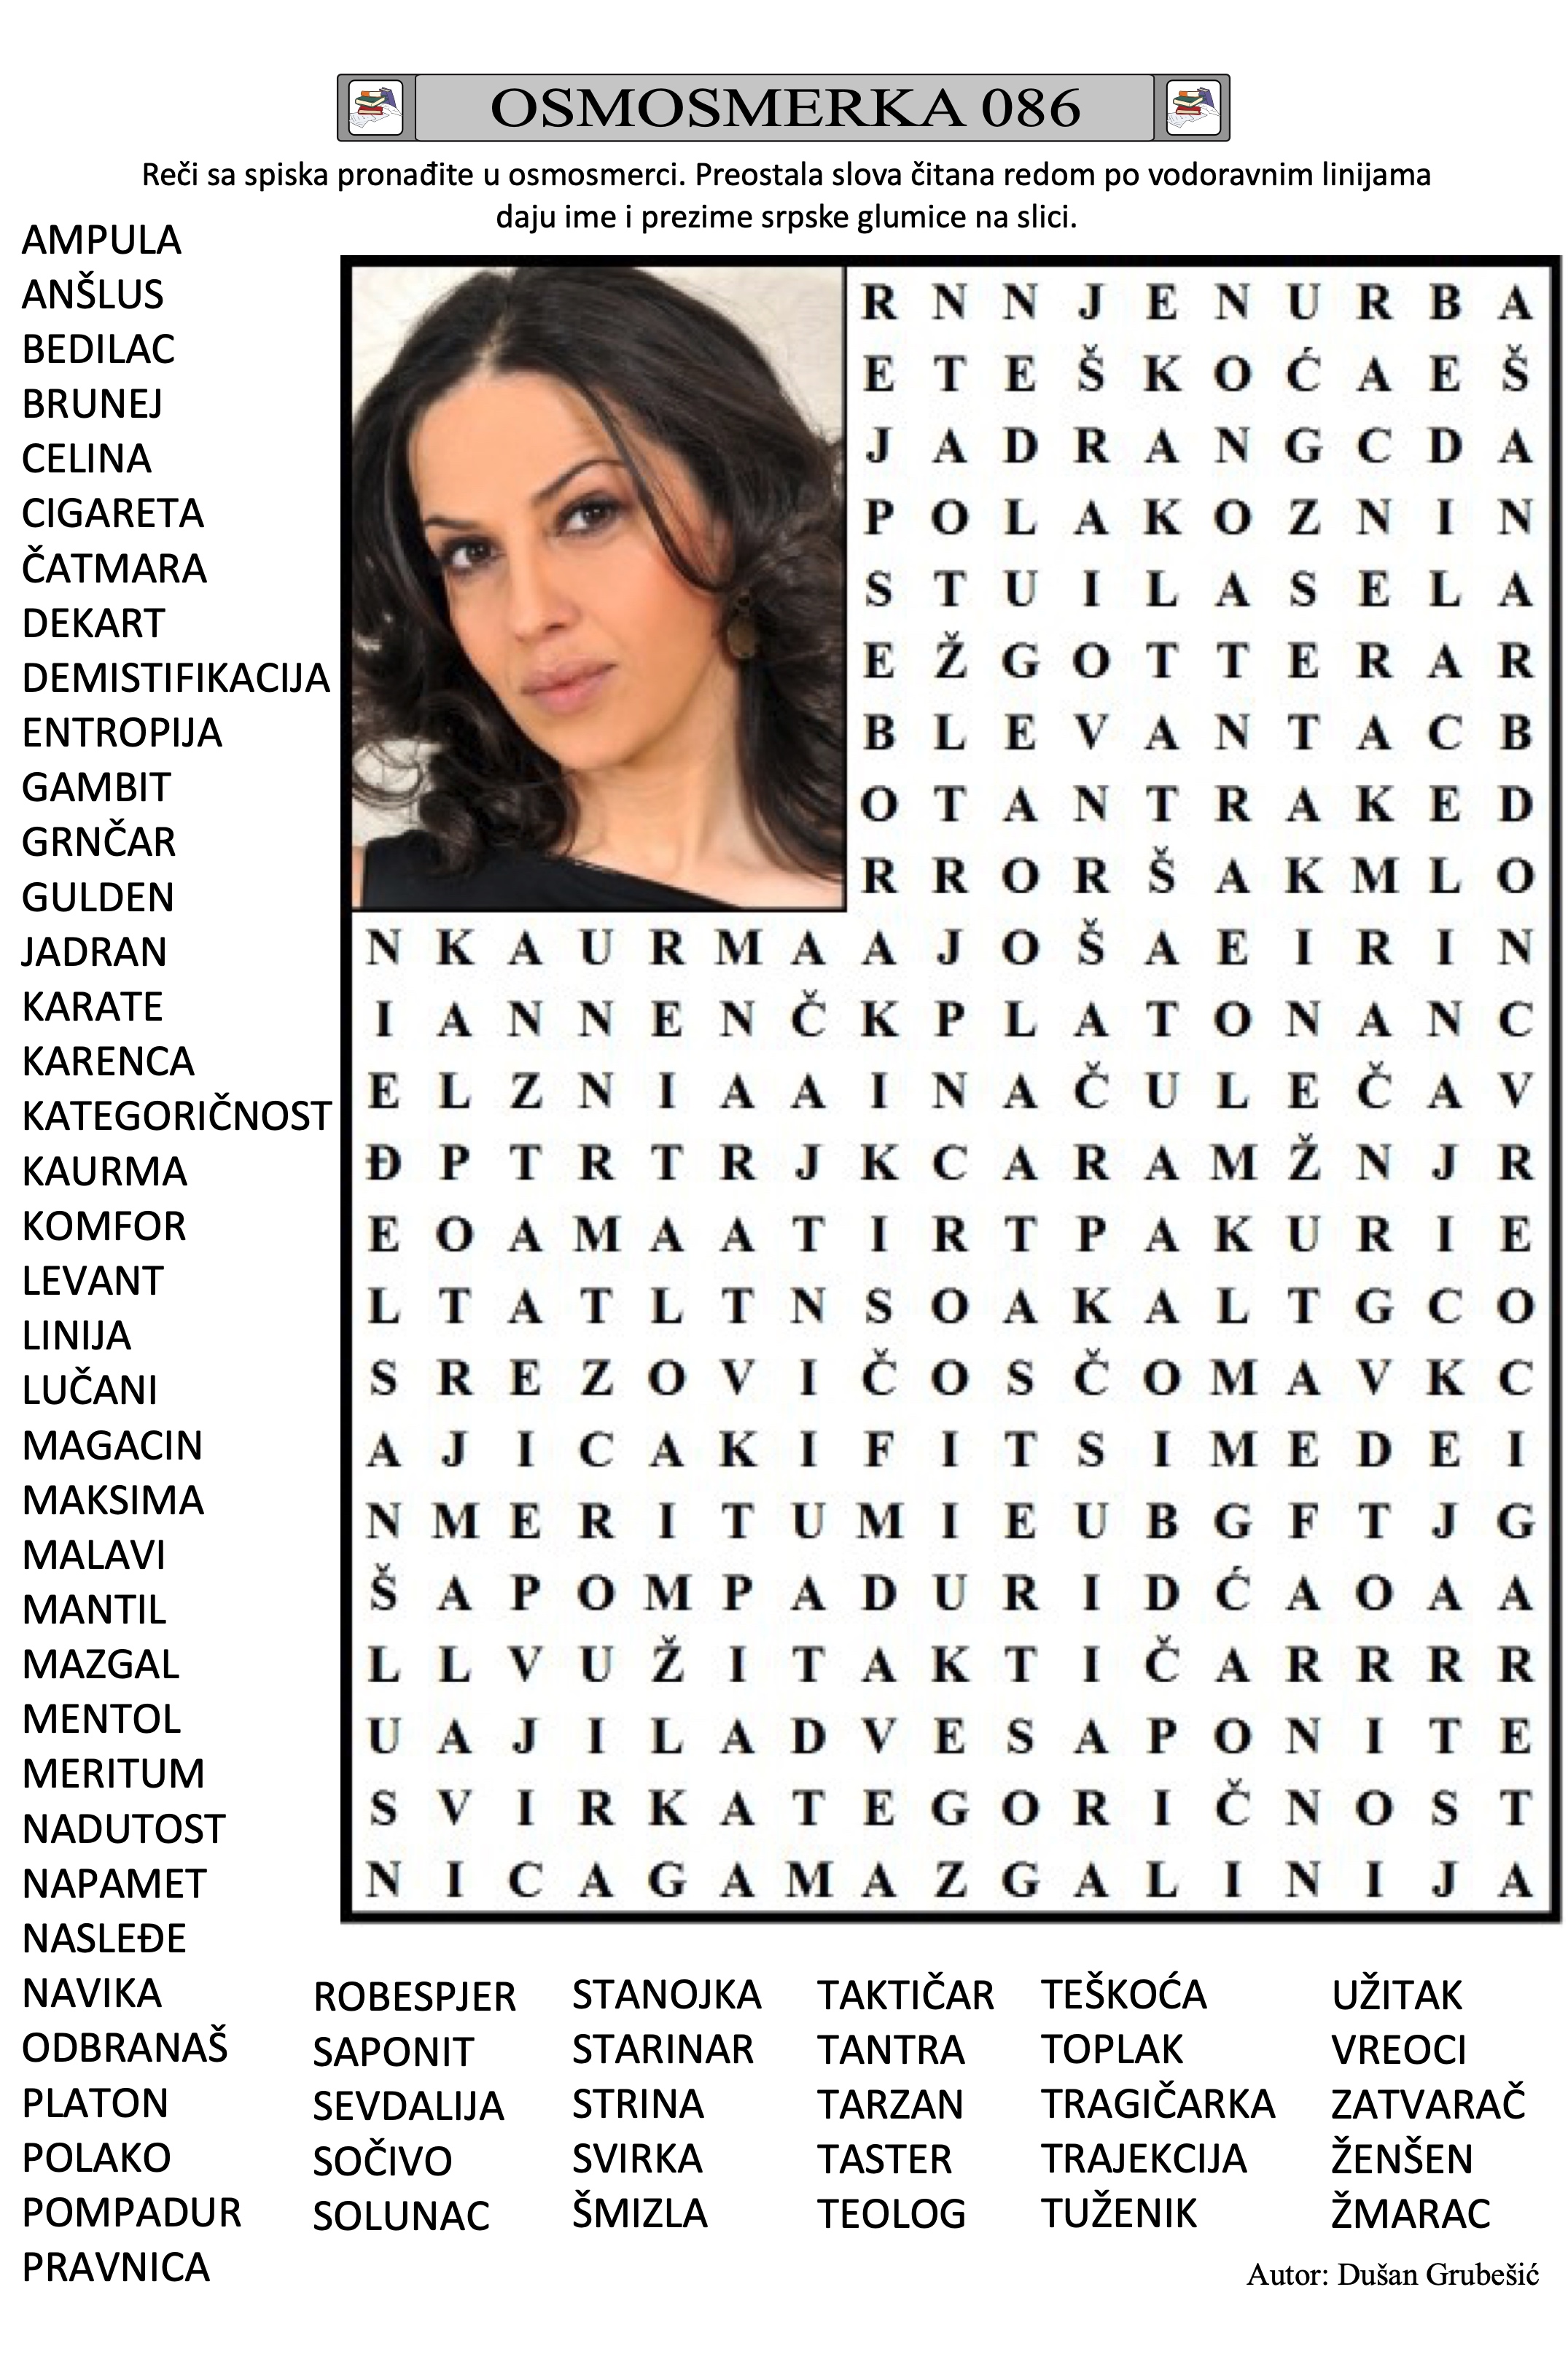 OSMOSMERKA 086
Reči sa spiska pronađite u osmosmerci. Preostala slova čitana redom po vodoravnim linijama
daju ime i prezime srpske glumice na slici.
AMPULA
ANŠLUS
BEDILAC
BRUNEJ
CELINA
CIGARETA
ČATMARA
DEKART
DEMISTIFIKACIJA
ENTROPIJA
GAMBIT
GRNČAR
GULDEN
JADRAN
KARATE
KARENCA
KATEGORIČNOST
KAURMA
KOMFOR
LEVANT
LINIJA
LUČANI
MAGACIN
MAKSIMA
MALAVI
MANTIL
MAZGAL
MENTOL
MERITUM
NADUTOST
NAPAMET
NASLEĐE
NAVIKA
ODBRANAŠ
PLATON
POLAKO
POMPADUR
PRAVNICA
R N N J E N U R B A
E T E Š K O Ć A E Š
J A D R A N G C D A
P O L A K O Z N I N
S T U I L A S E L A
E Ž G O T T E R A R
B L E V A N T A C B
O T A N T R A K E D
R R O R Š A K M L O
N K A U R M A A J O Š A E I R I N
I A N N E N Č K P L A T O N A N C
E L Z N I A A I N A Č U L E Č A V
Đ P T R T R J K C A R A M Ž N J R
E O A M A A T I R T P A K U R I E
L T A T L T N S O A K A L T G C O
S R E Z O V I Č O S Č O M A V K C
A J I C A K I F I T S I M E D E I
N M E R I T U M I E U B G F T J G
Š A P O M P A D U R I D Ć A O A A
L L V U Ž I T A K T I Č A R R R R
U A J I L A D V E S A P O N I T E
S V I R K A T E G O R I Č N O S T
N I C A G A M A Z G A L I N I J A
ROBESPJER
SAPONIT
SEVDALIJA
SOČIVO
SOLUNAC
STANOJKA
STARINAR
STRINA
SVIRKA
ŠMIZLA
TAKTIČAR
TANTRA
TARZAN
TASTER
TEOLOG
TEŠKOĆA
TOPLAK
TRAGIČARKA
TRAJEKCIJA
TUŽENIK
UŽITAK
VREOCI
ZATVARAČ
ŽENŠEN
ŽMARAC
Autor: Dušan Grubešić